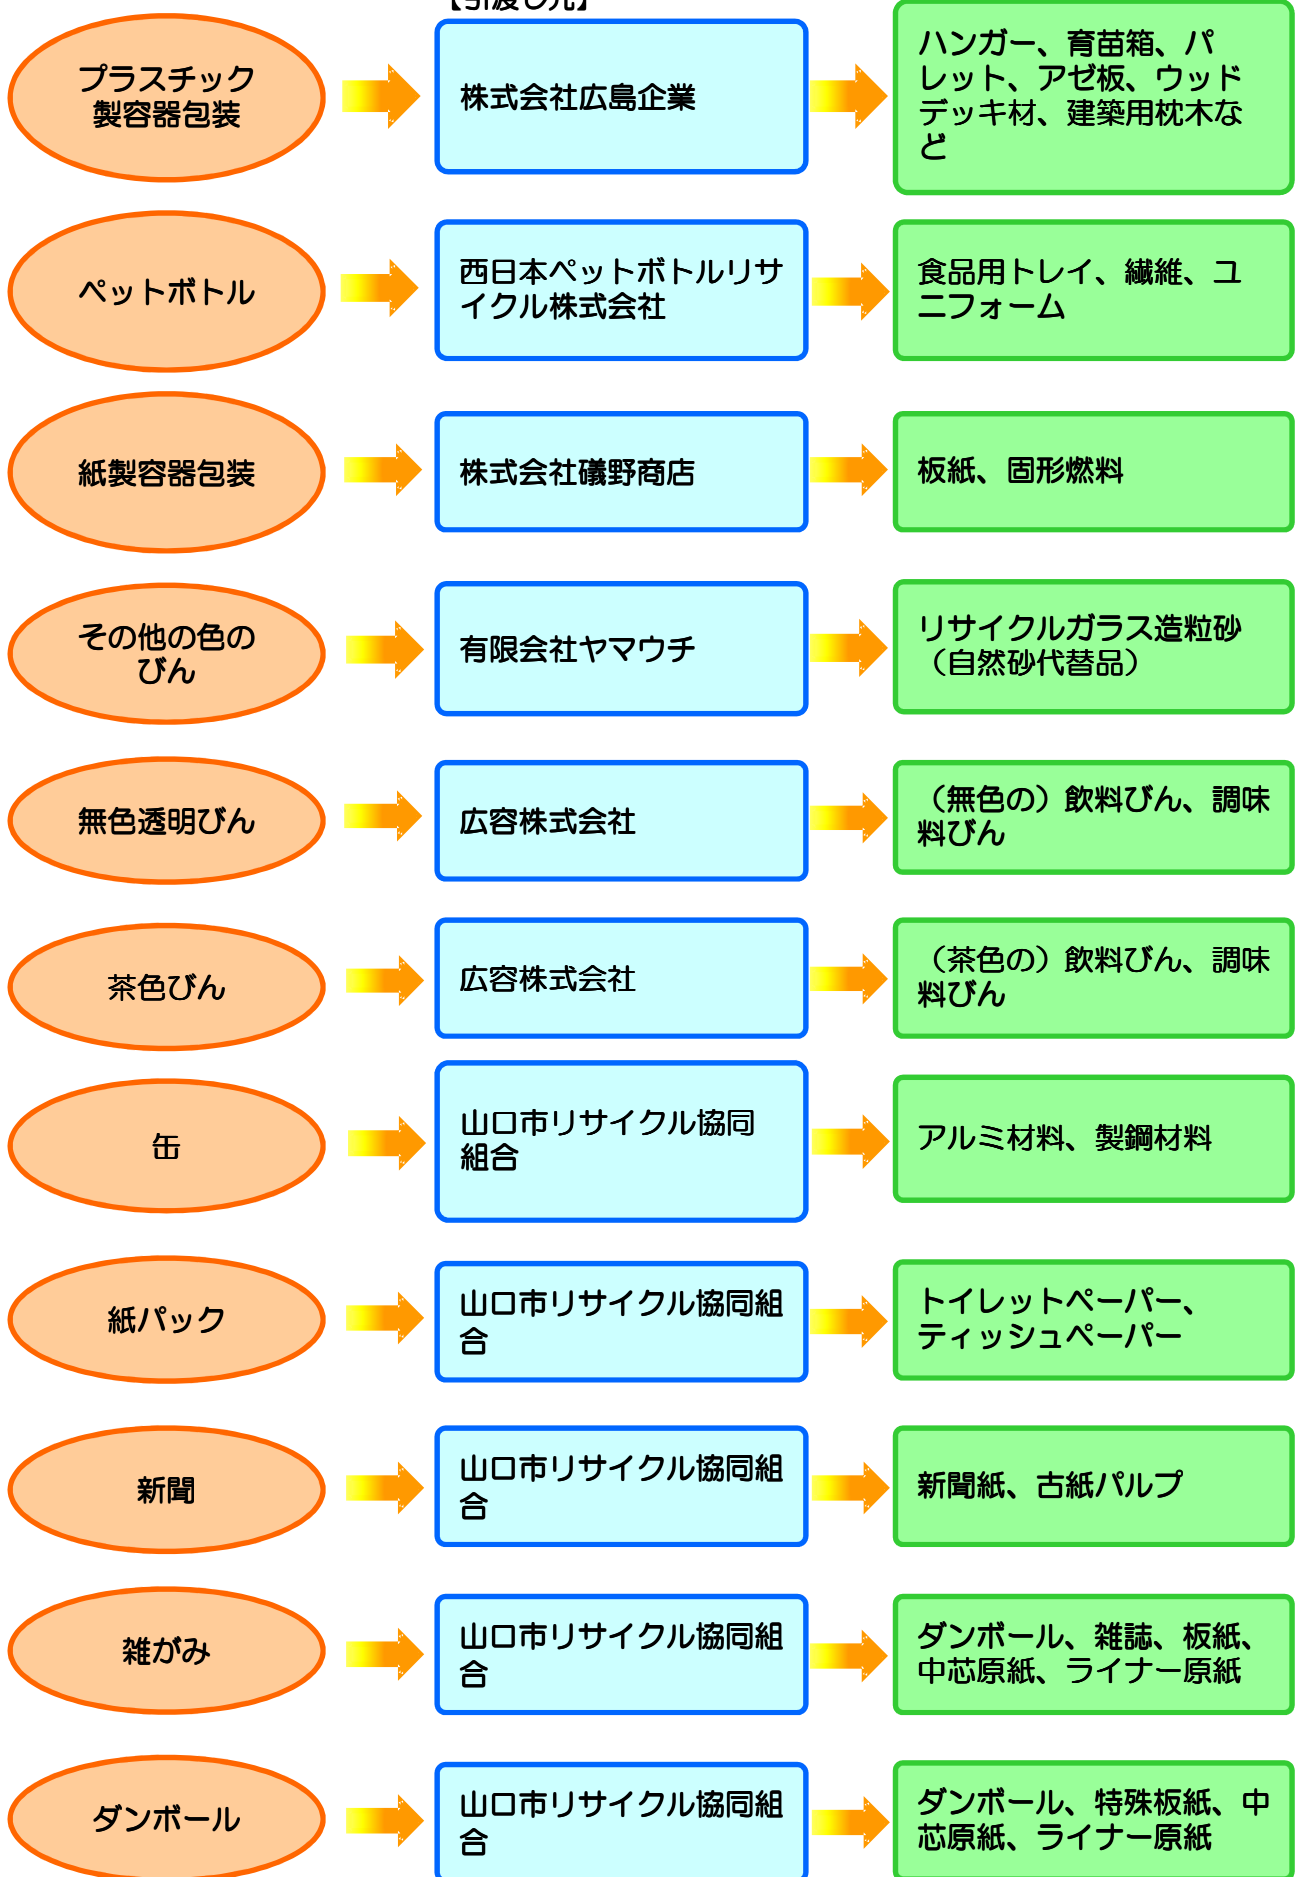 【引渡し先】
プラスチック
製容器包装
株式会社広島企業
ハンガー、育苗箱、パ
レット、アゼ板、ウッド
デッキ材、建築用枕木な
ど
ペットボトル
西日本ペットボトルリサ
イクル株式会社
食品用トレイ、繊維、ユ
ニフォーム
紙製容器包装
株式会社礒野商店
板紙、固形燃料
その他の色の
びん
有限会社ヤマウチ
リサイクルガラス造粒砂
（自然砂代替品）
無色透明びん
広容株式会社
（無色の）飲料びん、調味
料びん
茶色びん
広容株式会社
（茶色の）飲料びん、調味
料びん
缶
山口市リサイクル協同
組合
アルミ材料、製鋼材料
紙パック
山口市リサイクル協同組
合
トイレットペーパー、
ティッシュペーパー
新聞
山口市リサイクル協同組
合
新聞紙、古紙パルプ
雑がみ
山口市リサイクル協同組
合
ダンボール、雑誌、板紙、
中芯原紙、ライナー原紙
ダンボール
山口市リサイクル協同組
合
ダンボール、特殊板紙、中
芯原紙、ライナー原紙